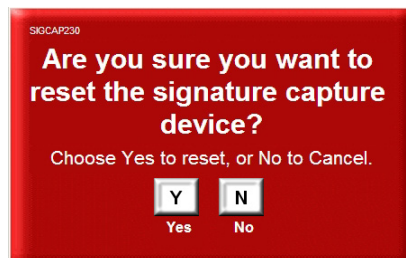 SIGCAP230
Are you sure you want to
reset the signature capture
device?
Choose Yes to reset, or No to Cancel.
Y N
Yes No